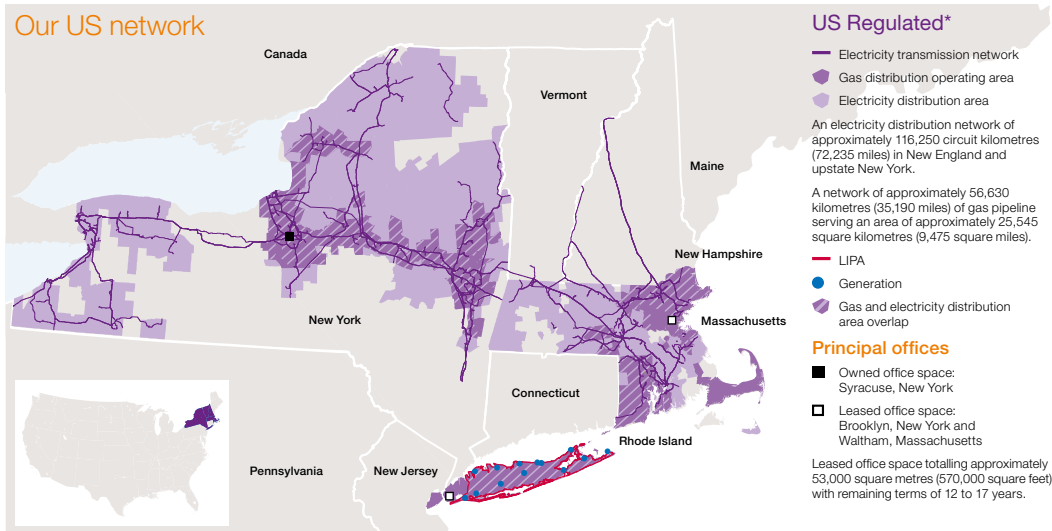 Our US network
Canada
Vermont
Maine
New Hampshire
New York
Massachusetts
Connecticut
Rhode Island
Pennsylvania
New Jersey
US Regulated*
Electricity transmission network
Gas distribution operating area
Electricity distribution area
An electricity distribution network of
approximately 116,250 circuit kilometres
(72,235 miles) in New England and
upstate New York.
A network of approximately 56,630
kilometres (35,190 miles) of gas pipeline
serving an area of approximately 25,545
square kilometres (9,475 square miles).
LIPA
Generation
Gas and electricity distribution
area overlap
Principal offices
Owned office space:
Syracuse, New York
Leased office space:
Brooklyn, New York and
Waltham, Massachusetts
Leased office space totalling approximately
53,000 square metres (570,000 square feet)
with remaining terms of 12 to 17 years.